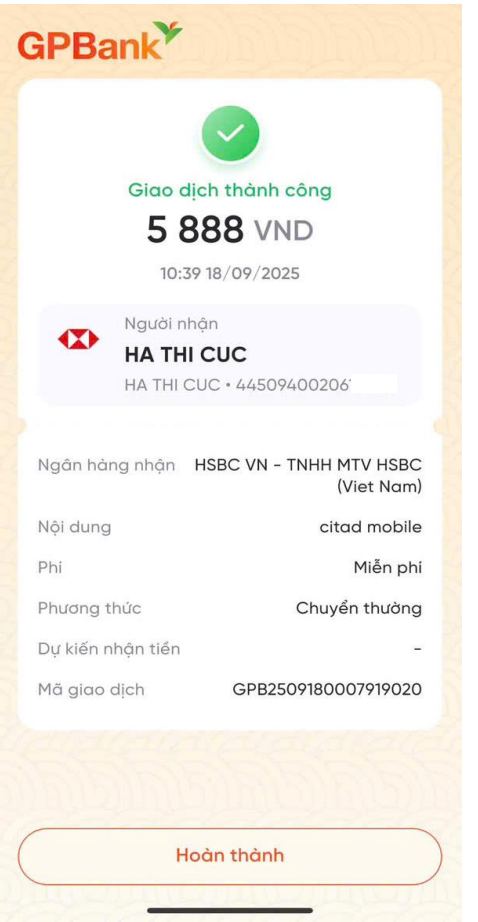 GPBank
Giao dịch thành công
5 888 VND
10:39 18/09/2025
Người nhận
HA THI CUC
HA THI CUC • 44509400206
Ngân hàng nhận HSBC VN - TNHH MTV HSBC
(Viet Nam)
Nội dung citad mobile
Phí Miễn phí
Phương thức Chuyển thường
Dự kiến nhận tiền -
Mã giao dịch GPB2509180007919020
Hoàn thành